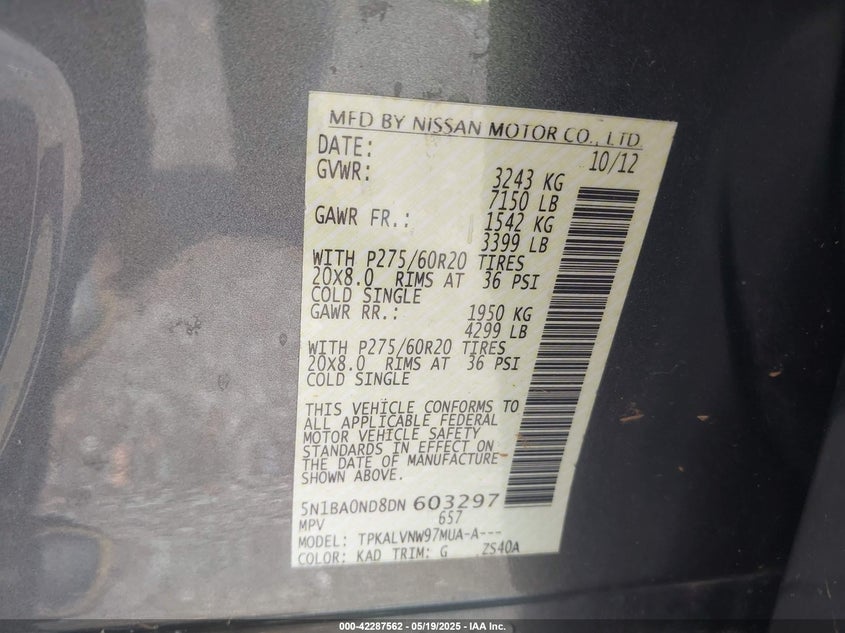 MFD BY NISSAN MOTOR CO., LTD.
DATE: 10/12
GVWR: 3243 KG
7150 LB
GAWR FR.: 1542 KG
3399 LB
WITH P275/60R20 TIRES
20X8.0 RIMS AT 36 PSI
COLD SINGLE
GAWR RR.: 1950 KG
4299 LB
WITH P275/60R20 TIRES
20X8.0 RIMS AT 36 PSI
COLD SINGLE
THIS VEHICLE CONFORMS TO
ALL APPLICABLE FEDERAL
MOTOR VEHICLE SAFETY
STANDARDS IN EFFECT ON
THE DATE OF MANUFACTURE
SHOWN ABOVE.
5N1BA0ND8DN 603297
MPV 657
MODEL: TPKALVNW97MUA-A---
COLOR: KAD TRIM: G ZS40A
000-42287562 - 05/19/2025 - IAA Inc.